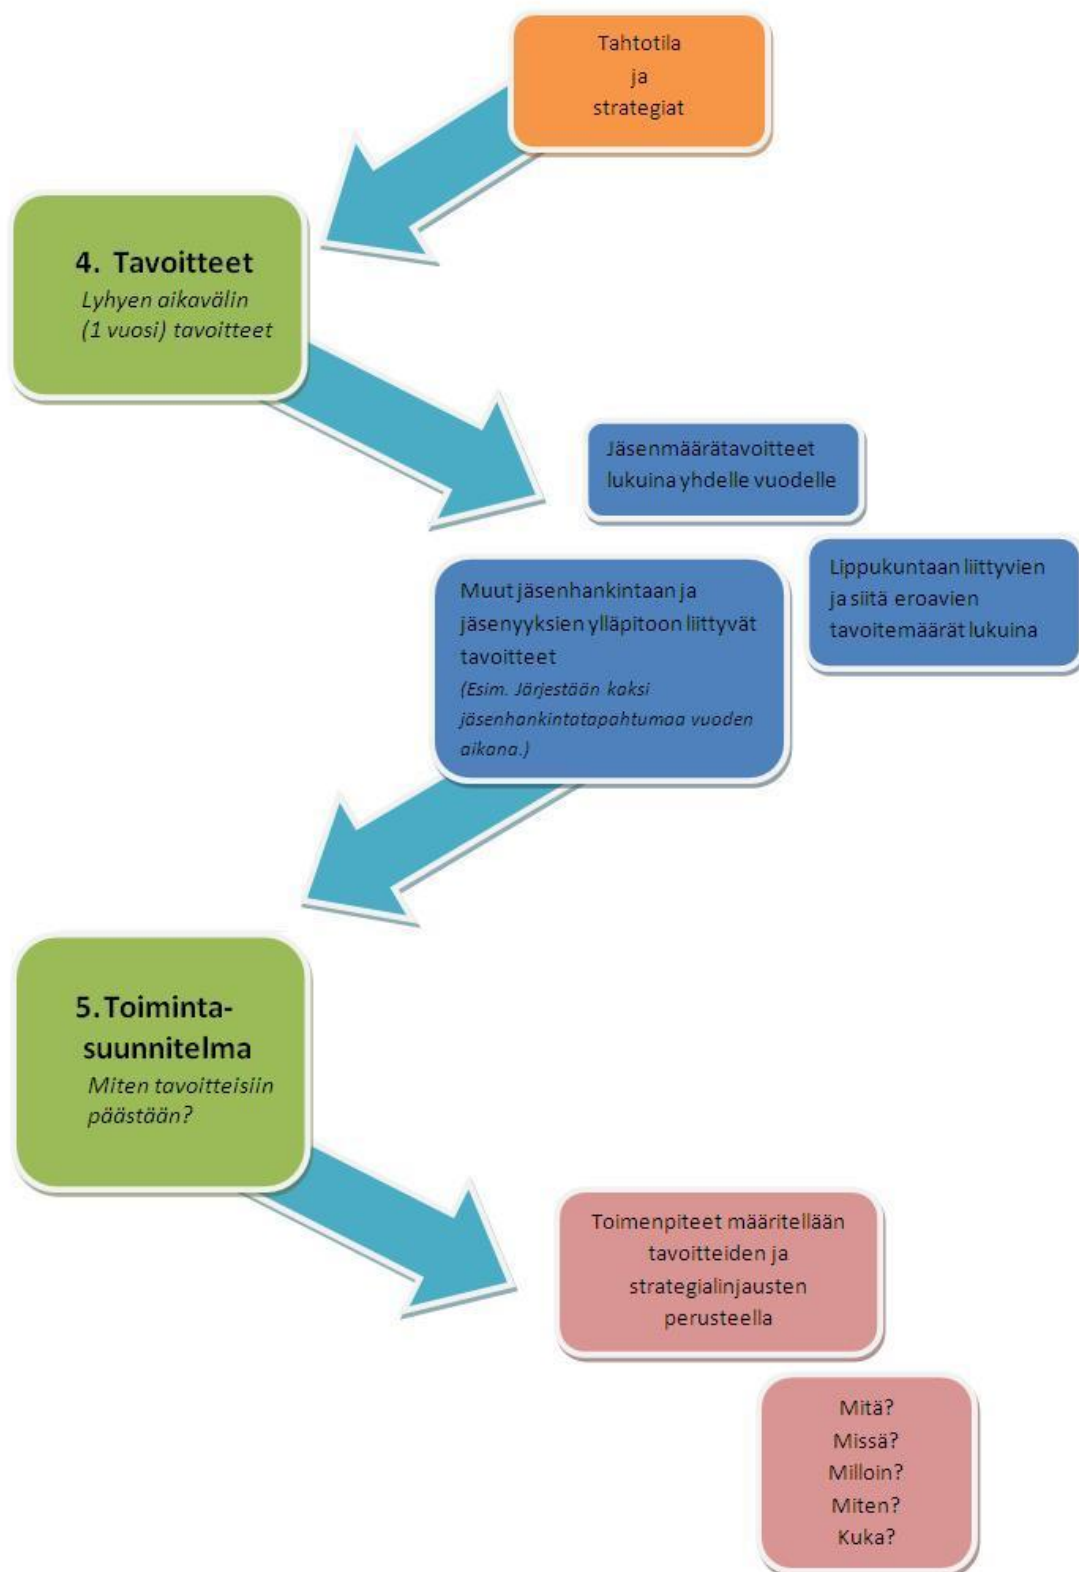 Tahtotila
ja
strategiat
4. Tavoitteet
Lyhyen aikavälin
(1 vuosi) tavoitteet
Jäsenmäärätavoitteet
lukuina yhdelle vuodelle
Lippukuntaan liittyvien
ja siitä eroavien
tavoitemäärät lukuina
Muut jäsenhankintaan ja
jäsenyyksien ylläpitoon liittyvät
tavoitteet
(Esim. Järjestään kaksi
jäsenhankintatapahtumaa vuoden
aikana.)
5. Toiminta-
suunnitelma
Miten tavoitteisiin
päästään?
Toimenpiteet määritellään
tavoitteiden ja
strategialinjausten
perusteella
Mitä?
Missä?
Milloin?
Miten?
Kuka?